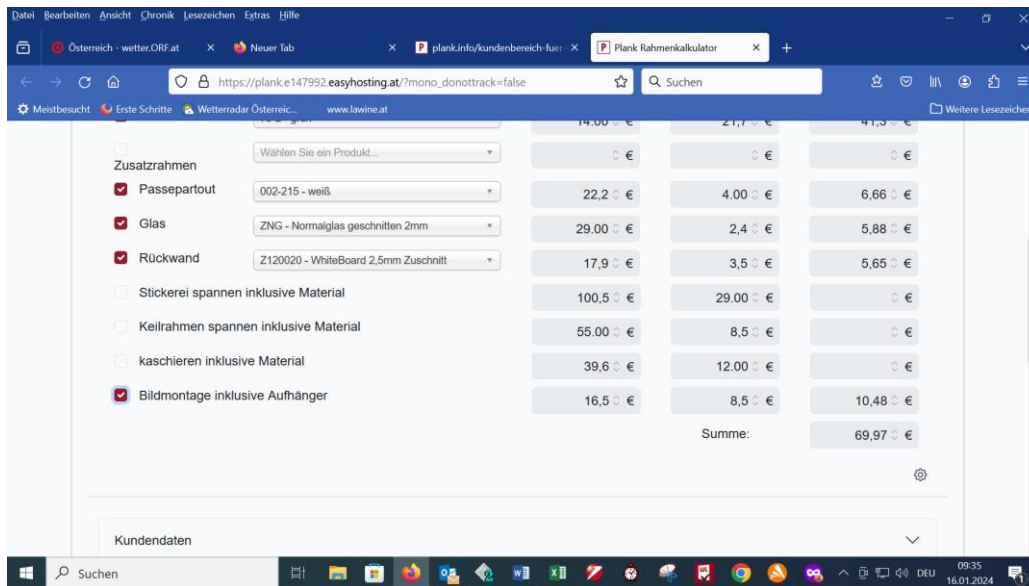 Datei Bearbeiten Ansicht Chronik Lesezeichen Extras Hilfe
Österreich - wetter.ORF.at Neuer Tab plank.info/kundenbereich-fuer- Plank Rahmenkalkulator
https://plank.e147992.easyhosting.at/?mono_donottrack=false Suchen
Meistbesucht Erste Schritte Wetterradar Österreic... www.lawine.at Weitere Lesezeichen
14.00 € 21,7 € 41,3 €
Wählen Sie ein Produkt... € € €
Zusatzrahmen
Passepartout 002-215 - weiß 22,2 € 4.00 € 6,66 €
Glas ZNG - Normalglas geschnitten 2mm 29.00 € 2,4 € 5,88 €
Rückwand Z120020 - WhiteBoard 2,5mm Zuschnitt 17,9 € 3,5 € 5,65 €
Stickerei spannen inklusive Material 100,5 € 29.00 € €
Keilrahmen spannen inklusive Material 55.00 € 8,5 € €
kaschieren inklusive Material 39,6 € 12.00 € €
Bildmontage inklusive Aufhänger 16,5 € 8,5 € 10,48 €
Summe: 69,97 €
Kundendaten
Suchen DEU 09:35
16.01.2024